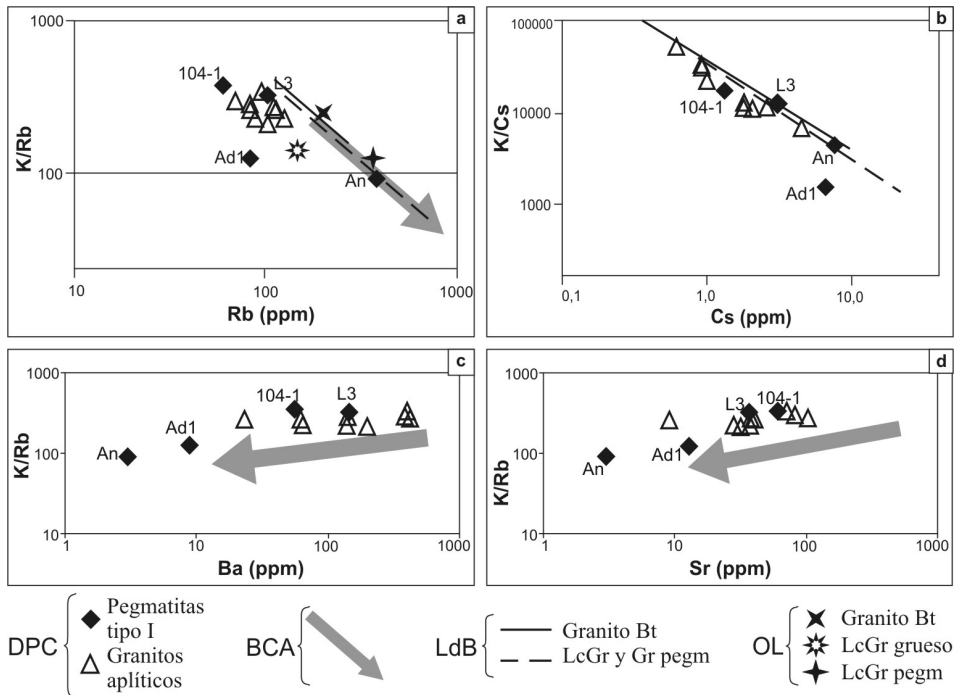 a
1000
100
10
100
1000
K/Rb
Rb (ppm)
104-1
L3
Ad1
An
b
100000
10000
1000
0,1
1,0
10,0
K/Cs
Cs (ppm)
104-1
L3
An
Ad1
c
1000
100
10
1
10
100
1000
K/Rb
Ba (ppm)
An
Ad1
104-1
L3
d
1000
100
10
1
10
100
1000
K/Rb
Sr (ppm)
An
Ad1
L3
104-1
DPC
Pegmatitas
tipo I
Granitos
aplíticos
BCA
LdB
Granito Bt
LcGr y Gr pegm
OL
Granito Bt
LcGr grueso
LcGr pegm